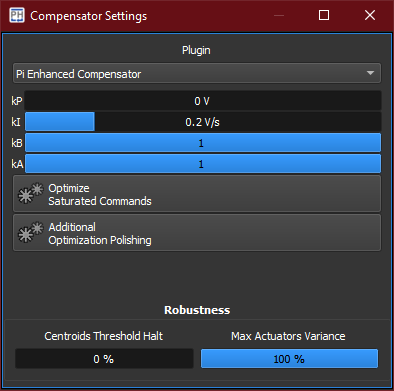 PH Compensator Settings
Plugin
Pi Enhanced Compensator
kP 0 V
kI 0.2 V/s
kB 1
kA 1
Optimize
Saturated Commands
Additional
Optimization Polishing
Robustness
Centroids Threshold Halt Max Actuators Variance
0 % 100 %